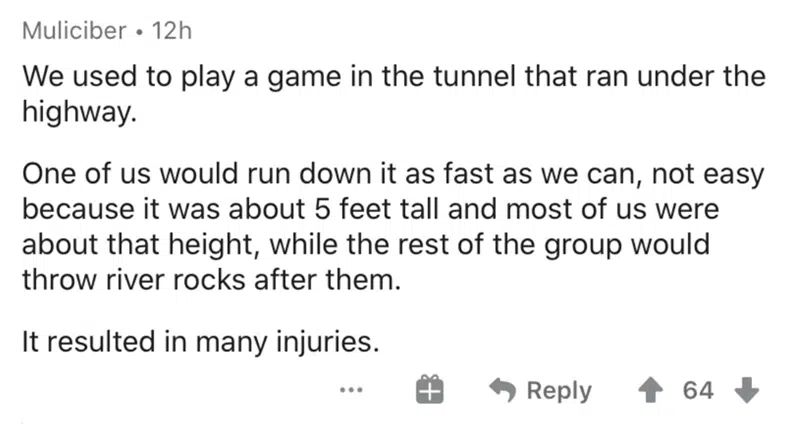 Muliciber • 12h
We used to play a game in the tunnel that ran under the
highway.
One of us would run down it as fast as we can, not easy
because it was about 5 feet tall and most of us were
about that height, while the rest of the group would
throw river rocks after them.
It resulted in many injuries.
Reply 64